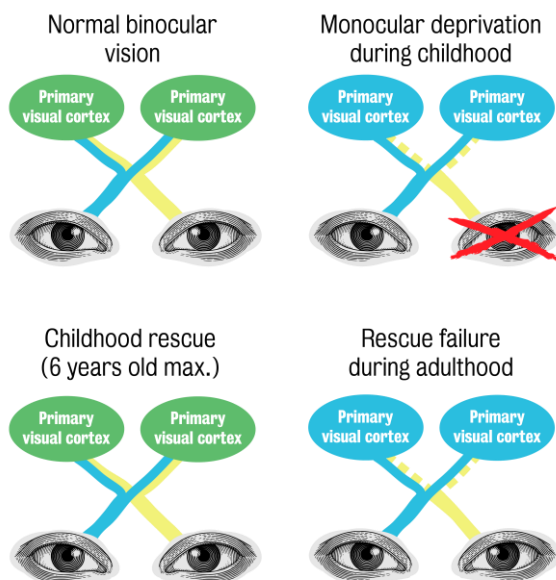 Normal binocular
vision
Primary
visual cortex
Primary
visual cortex
Monocular deprivation
during childhood
Primary
visual cortex
Primary
visual cortex
Childhood rescue
(6 years old max.)
Primary
visual cortex
Primary
visual cortex
Rescue failure
during adulthood
Primary
visual cortex
Primary
visual cortex